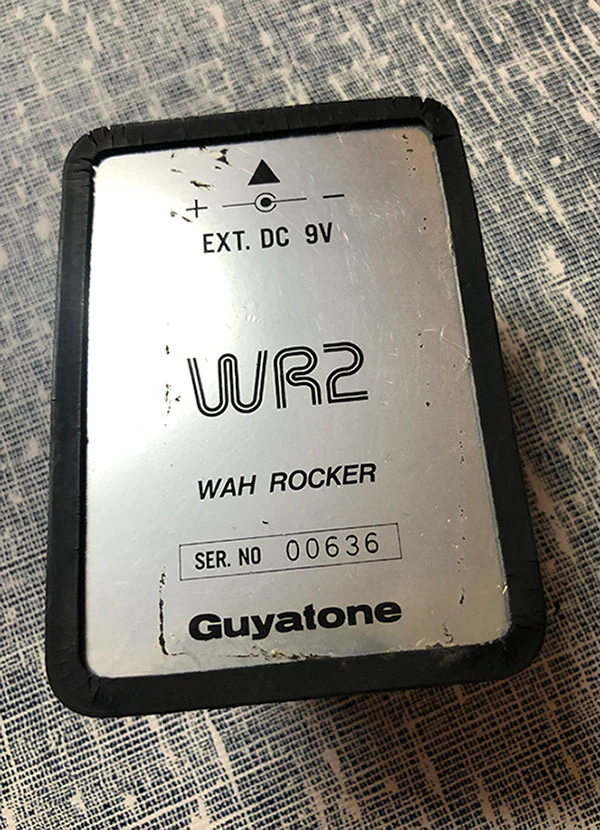 + −
EXT. DC 9V
WR2
WAH ROCKER
SER. NO 00636
Guyatone